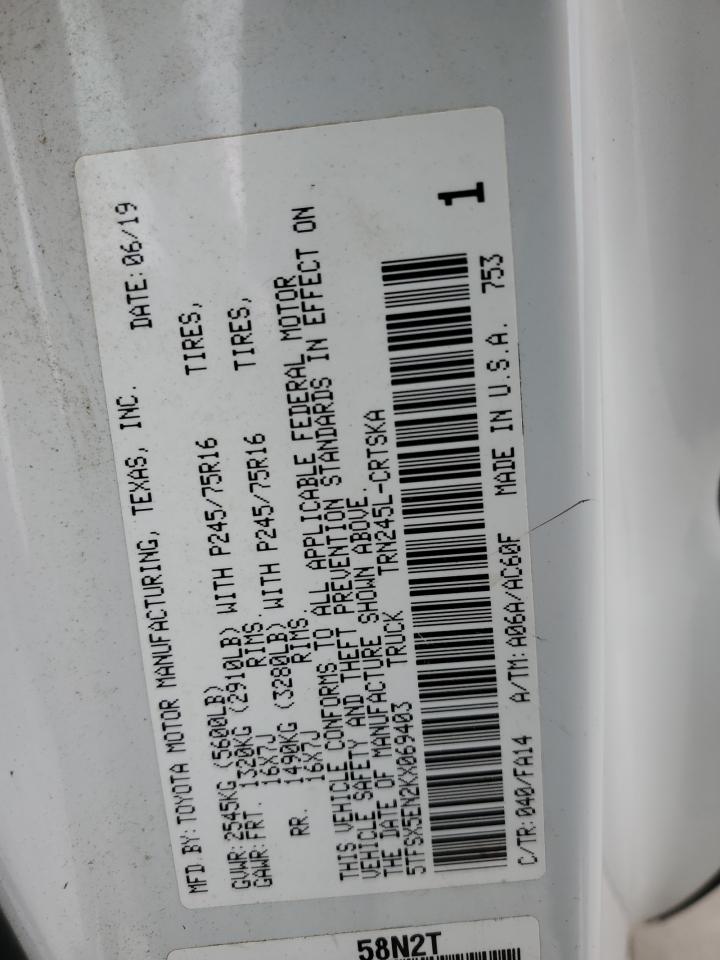 MFD.BY: TOYOTA MOTOR MANUFACTURING, TEXAS, INC. DATE: 06/19
GVWR: 2545KG (5600LB)
GAWR: FRT. 1320KG (2910LB) WITH P245/75R16 TIRES,
16X7J RIMS.
RR. 1490KG (3280LB) WITH P245/75R16 TIRES,
16X7J RIMS.
THIS VEHICLE CONFORMS TO ALL APPLICABLE FEDERAL MOTOR
VEHICLE SAFETY AND THEFT PREVENTION STANDARDS IN EFFECT ON
THE DATE OF MANUFACTURE SHOWN ABOVE.
5TFSX5EN2KX069403 TRUCK TRN245L-CRTSKA
1
C/TR: 040/FA14 A/TM: A06A/AC60F MADE IN U.S.A. 753
58N2T